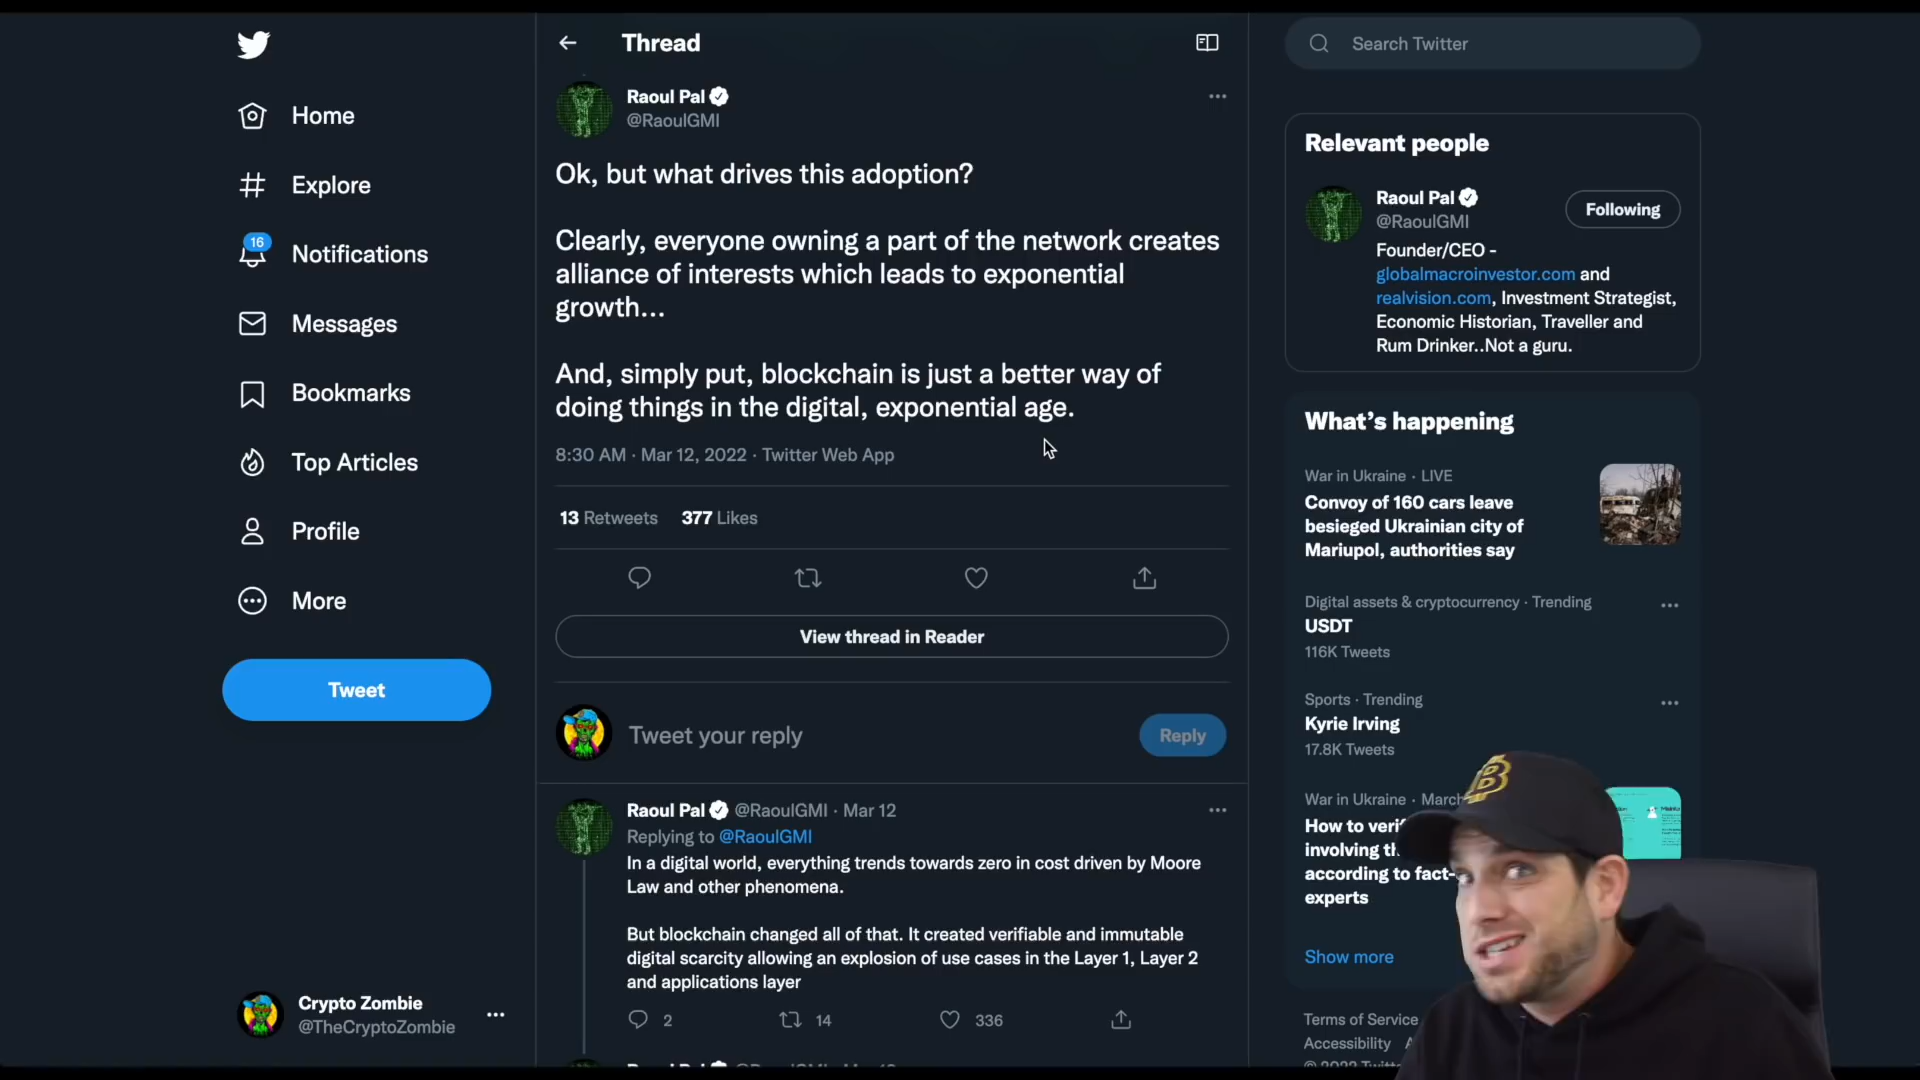 Home
Explore
16
Notifications
Messages
Bookmarks
Top Articles
Profile
More
Tweet
Crypto Zombie
@TheCryptoZombie
Thread
Raoul Pal
@RaoulGMI
Ok, but what drives this adoption?
Clearly, everyone owning a part of the network creates
alliance of interests which leads to exponential
growth...
And, simply put, blockchain is just a better way of
doing things in the digital, exponential age.
8:30 AM · Mar 12, 2022 · Twitter Web App
13 Retweets 377 Likes
View thread in Reader
Tweet your reply
Reply
Raoul Pal @RaoulGMI · Mar 12
Replying to @RaoulGMI
In a digital world, everything trends towards zero in cost driven by Moore
Law and other phenomena.
But blockchain changed all of that. It created verifiable and immutable
digital scarcity allowing an explosion of use cases in the Layer 1, Layer 2
and applications layer
2 14 336
Search Twitter
Relevant people
Raoul Pal
@RaoulGMI
Following
Founder/CEO -
globalmacroinvestor.com and
realvision.com, Investment Strategist,
Economic Historian, Traveller and
Rum Drinker..Not a guru.
What's happening
War in Ukraine · LIVE
Convoy of 160 cars leave
besieged Ukrainian city of
Mariupol, authorities say
Digital assets & cryptocurrency · Trending
USDT
116K Tweets
Sports · Trending
Kyrie Irving
17.8K Tweets
War in Ukraine · March
How to
involving
according to fact-
experts
Show more
Terms of Service
Accessibility
© 2022